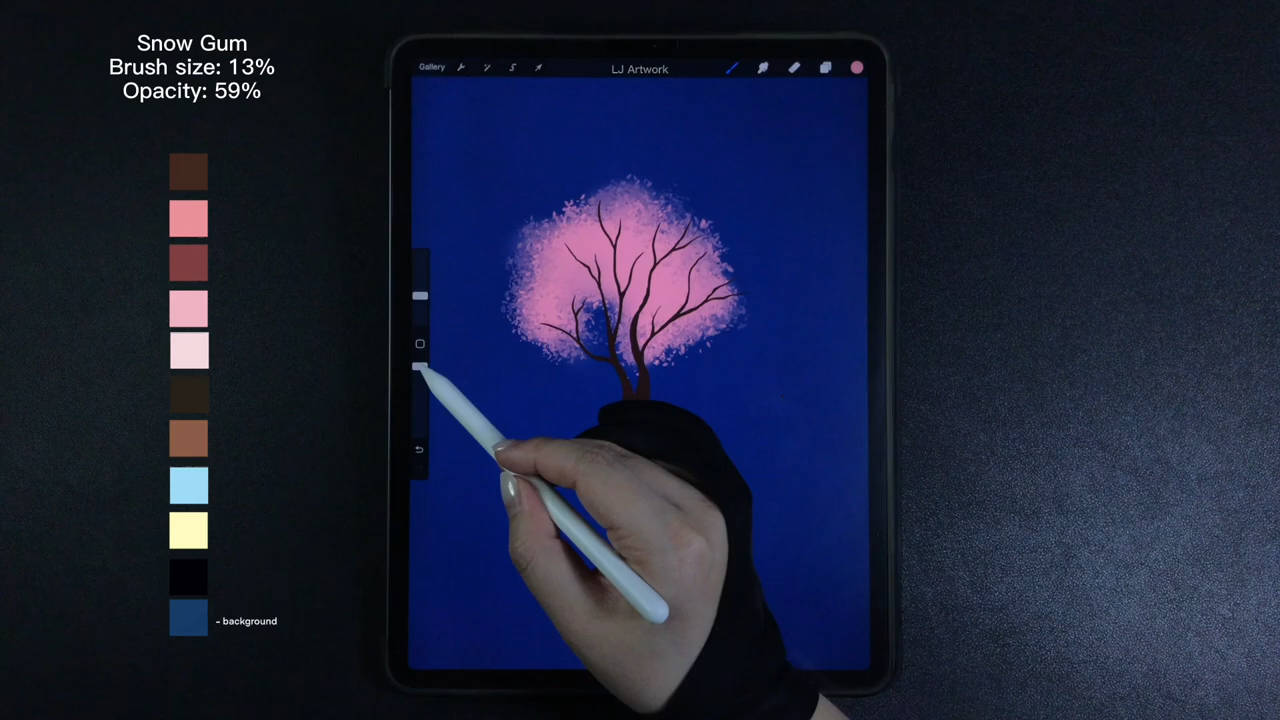 Snow Gum
Brush size: 13%
Opacity: 59%
Gallery
LJ Artwork
- background